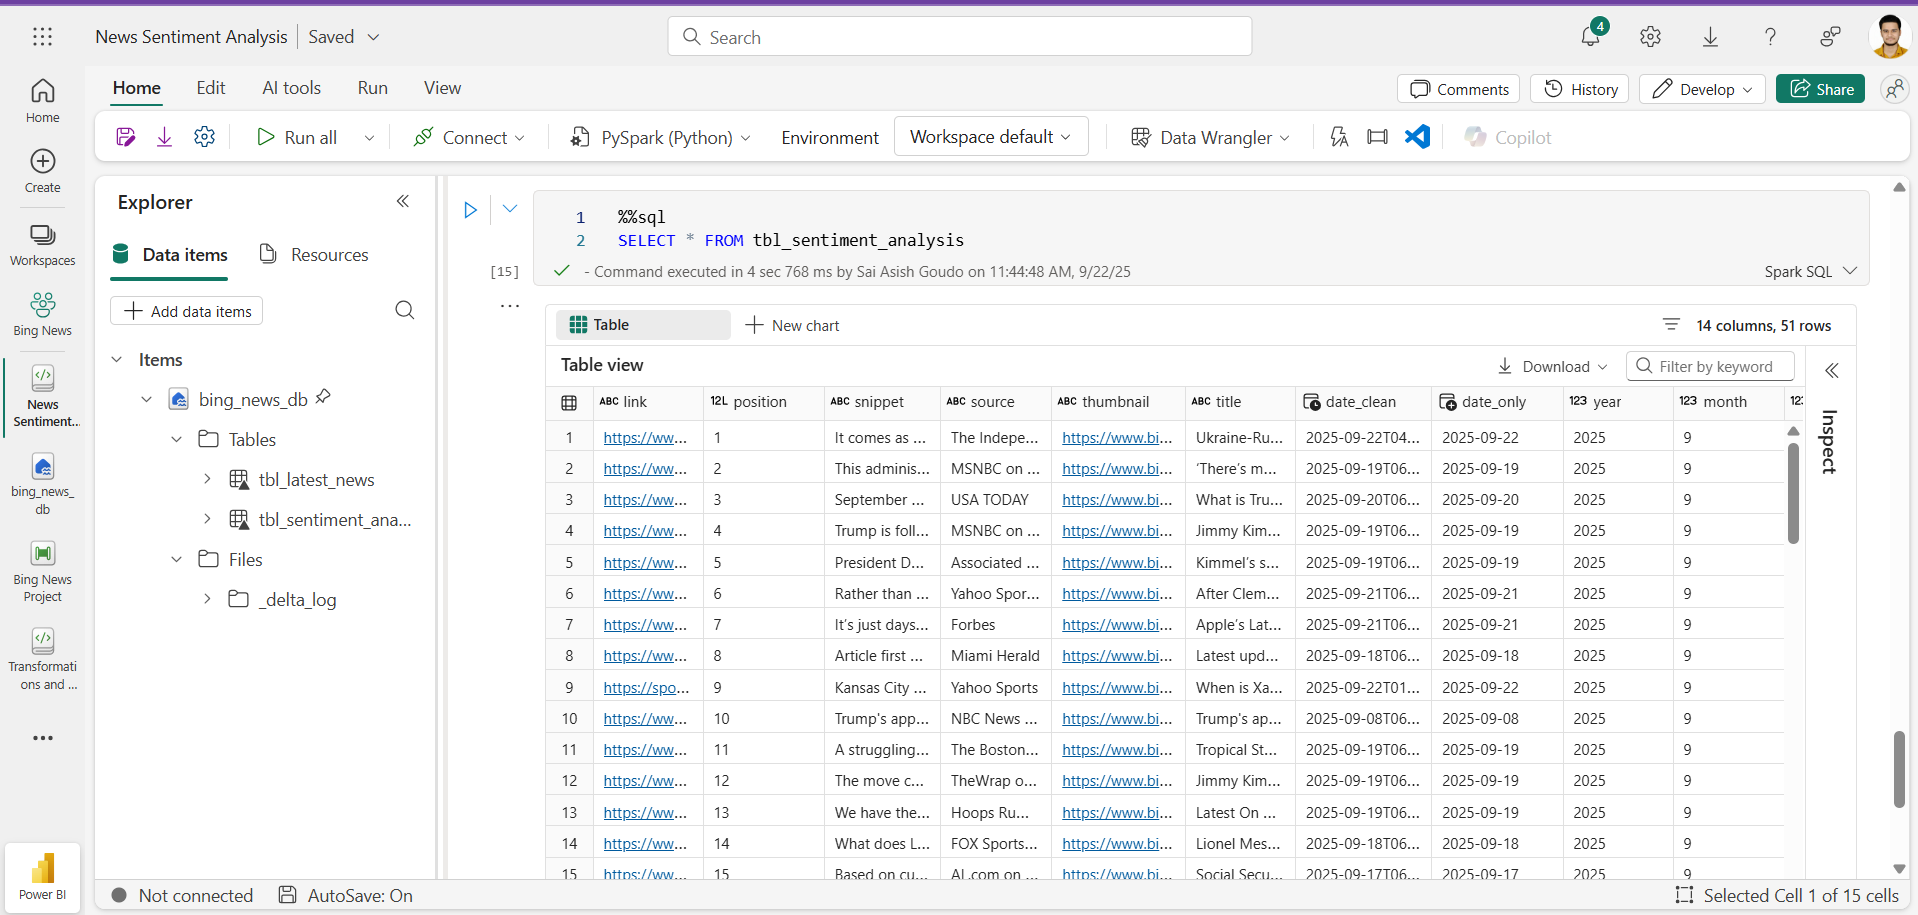 News Sentiment Analysis
Saved
Search
4
Home
Edit
AI tools
Run
View
Comments
History
Develop
Share
Run all
Connect
PySpark (Python)
Environment
Workspace default
Data Wrangler
Copilot
Home
Create
Workspaces
Bing News
News
Sentiment...
bing_news_
db
Bing News
Project
Transformati
ons and ...
Power BI
Explorer
Data items
Resources
Add data items
Items
bing_news_db
Tables
tbl_latest_news
tbl_sentiment_ana...
Files
_delta_log
1 %%sql
2 SELECT * FROM tbl_sentiment_analysis
[15] - Command executed in 4 sec 768 ms by Sai Asish Goudo on 11:44:48 AM, 9/22/25
Spark SQL
Table
New chart
14 columns, 51 rows
Table view
Download
Filter by keyword
Inspect
ABC link 12L position ABC snippet ABC source ABC thumbnail ABC title date_clean date_only 123 year 123 month
1 https://ww... 1 It comes as ... The Indepe... https://www.bi... Ukraine-Ru... 2025-09-22T04... 2025-09-22 2025 9
2 https://ww... 2 This adminis... MSNBC on ... https://www.bi... ‘There’s m... 2025-09-19T06... 2025-09-19 2025 9
3 https://ww... 3 September ... USA TODAY https://www.bi... What is Tru... 2025-09-20T06... 2025-09-20 2025 9
4 https://ww... 4 Trump is foll... MSNBC on ... https://www.bi... Jimmy Kim... 2025-09-19T06... 2025-09-19 2025 9
5 https://ww... 5 President D... Associated ... https://www.bi... Kimmel’s s... 2025-09-19T06... 2025-09-19 2025 9
6 https://ww... 6 Rather than ... Yahoo Spor... https://www.bi... After Clem... 2025-09-21T06... 2025-09-21 2025 9
7 https://ww... 7 It’s just days... Forbes https://www.bi... Apple’s Lat... 2025-09-21T06... 2025-09-21 2025 9
8 https://ww... 8 Article first ... Miami Herald https://www.bi... Latest upd... 2025-09-18T06... 2025-09-18 2025 9
9 https://spo... 9 Kansas City ... Yahoo Sports https://www.bi... When is Xa... 2025-09-22T01... 2025-09-22 2025 9
10 https://ww... 10 Trump's app... NBC News ... https://www.bi... Trump's ap... 2025-09-08T06... 2025-09-08 2025 9
11 https://ww... 11 A struggling... The Boston... https://www.bi... Tropical St... 2025-09-19T06... 2025-09-19 2025 9
12 https://ww... 12 The move c... TheWrap o... https://www.bi... Jimmy Kim... 2025-09-19T06... 2025-09-19 2025 9
13 https://ww... 13 We have the... Hoops Ru... https://www.bi... Latest On ... 2025-09-19T06... 2025-09-19 2025 9
14 https://ww... 14 What does L... FOX Sports... https://www.bi... Lionel Mes... 2025-09-18T06... 2025-09-18 2025 9
15 https://ww... 15 Based on cu... AL.com on ... https://www.bi... Social Secu... 2025-09-17T06... 2025-09-17 2025 9
Not connected
AutoSave: On
Selected Cell 1 of 15 cells